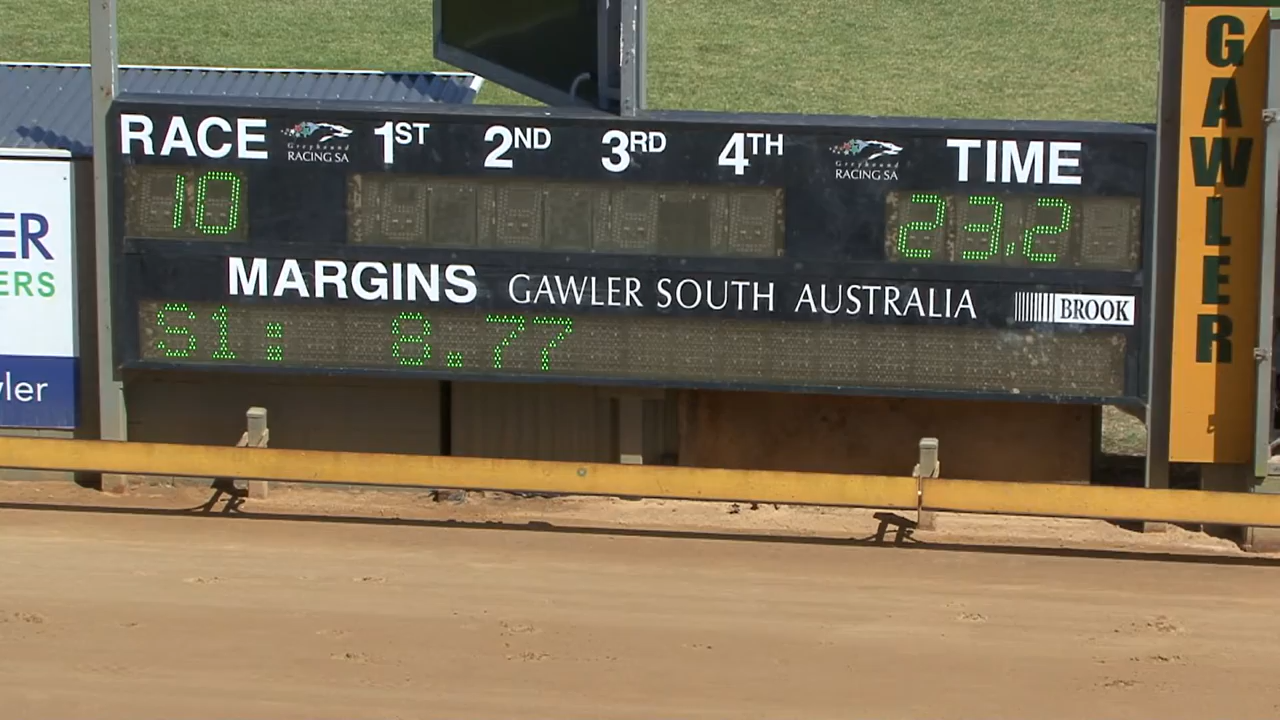 RACE
Greyhound
RACING SA
1ST 2ND 3RD 4TH
Greyhound
RACING SA
TIME
10
23.2
MARGINS
GAWLER SOUTH AUSTRALIA
BROOK
S1: 8.77
GAWLER
ER
ERS
ler